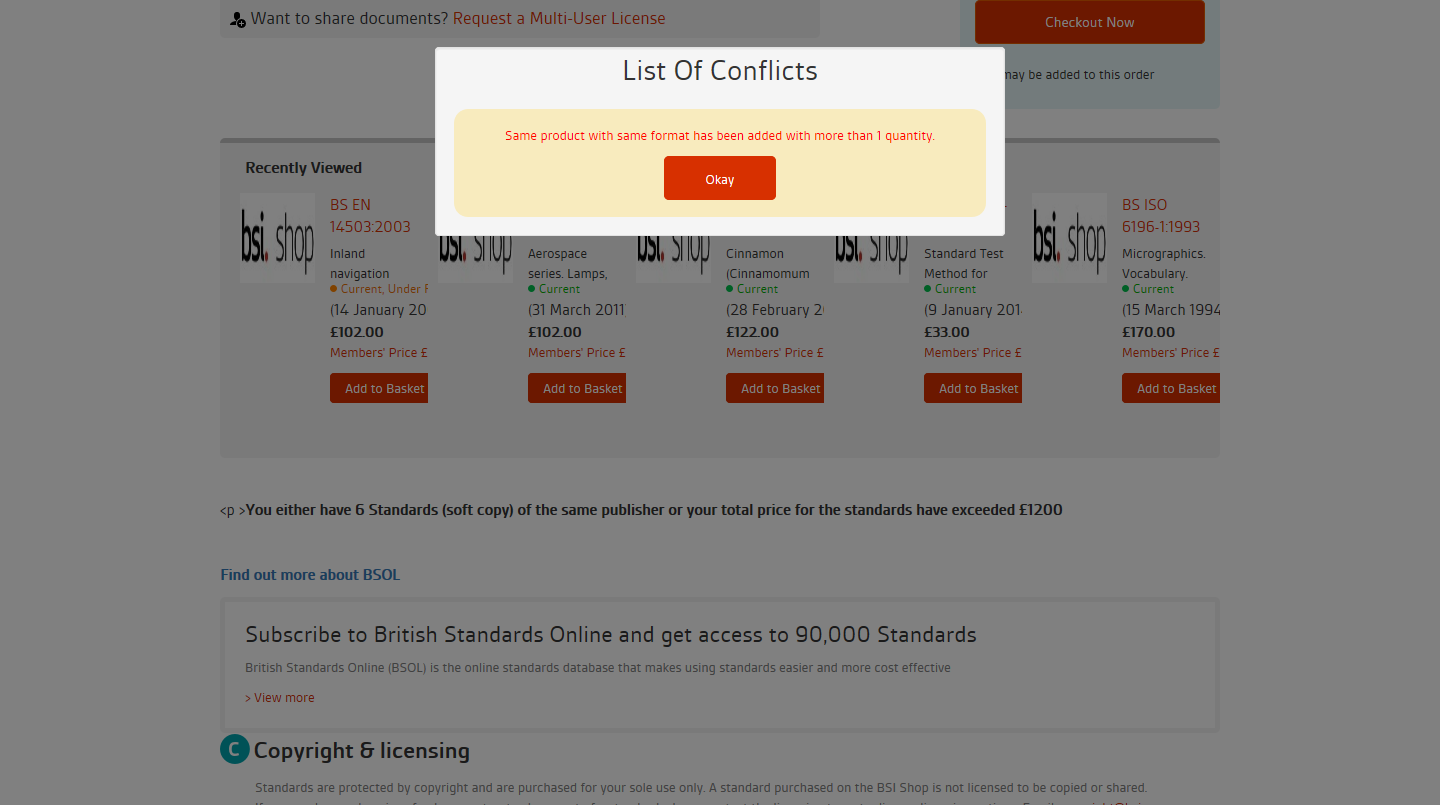 Want to share documents? Request a Multi-User License
Checkout Now
may be added to this order
List Of Conflicts
Same product with same format has been added with more than 1 quantity.
Okay
Recently Viewed
bsi. shop
BS EN
14503:2003
Inland
navigation
Current, Under
(14 January 20
£102.00
Members' Price £
Add to Basket
bsi. shop
Aerospace
series. Lamps,
Current
(31 March 2011
£102.00
Members' Price £
Add to Basket
bsi. shop
Cinnamon
(Cinnamomum
Current
(28 February 2
£122.00
Members' Price £
Add to Basket
bsi. shop
Standard Test
Method for
Current
(9 January 201
£33.00
Members' Price £
Add to Basket
bsi. shop
BS ISO
6196-1:1993
Micrographics.
Vocabulary.
Current
(15 March 1994
£170.00
Members' Price £
Add to Basket
<p >You either have 6 Standards (soft copy) of the same publisher or your total price for the standards have exceeded £1200
Find out more about BSOL
Subscribe to British Standards Online and get access to 90,000 Standards
British Standards Online (BSOL) is the online standards database that makes using standards easier and more cost effective
> View more
C Copyright & licensing
Standards are protected by copyright and are purchased for your sole use only. A standard purchased on the BSI Shop is not licensed to be copied or shared.